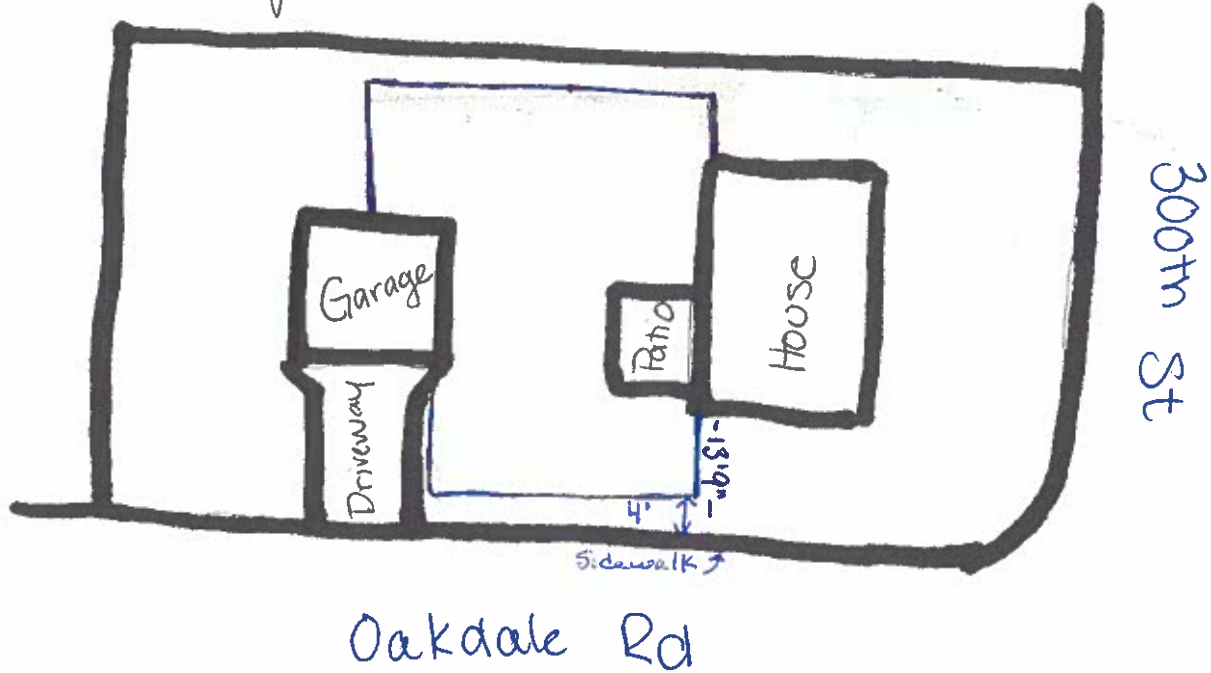 Garage
Driveway
Patio
House
300th St
-13'9"-
4'
Sidewalk
Oakdale Rd